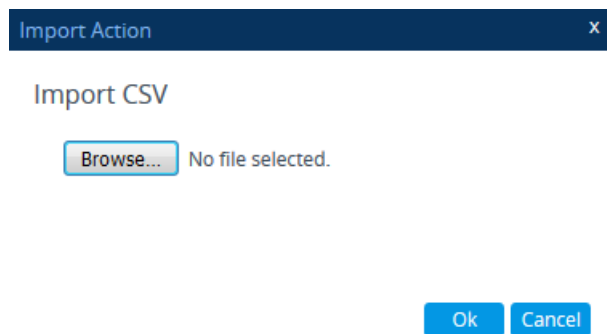 Import Action x
Import CSV
Browse... No file selected.
Ok Cancel